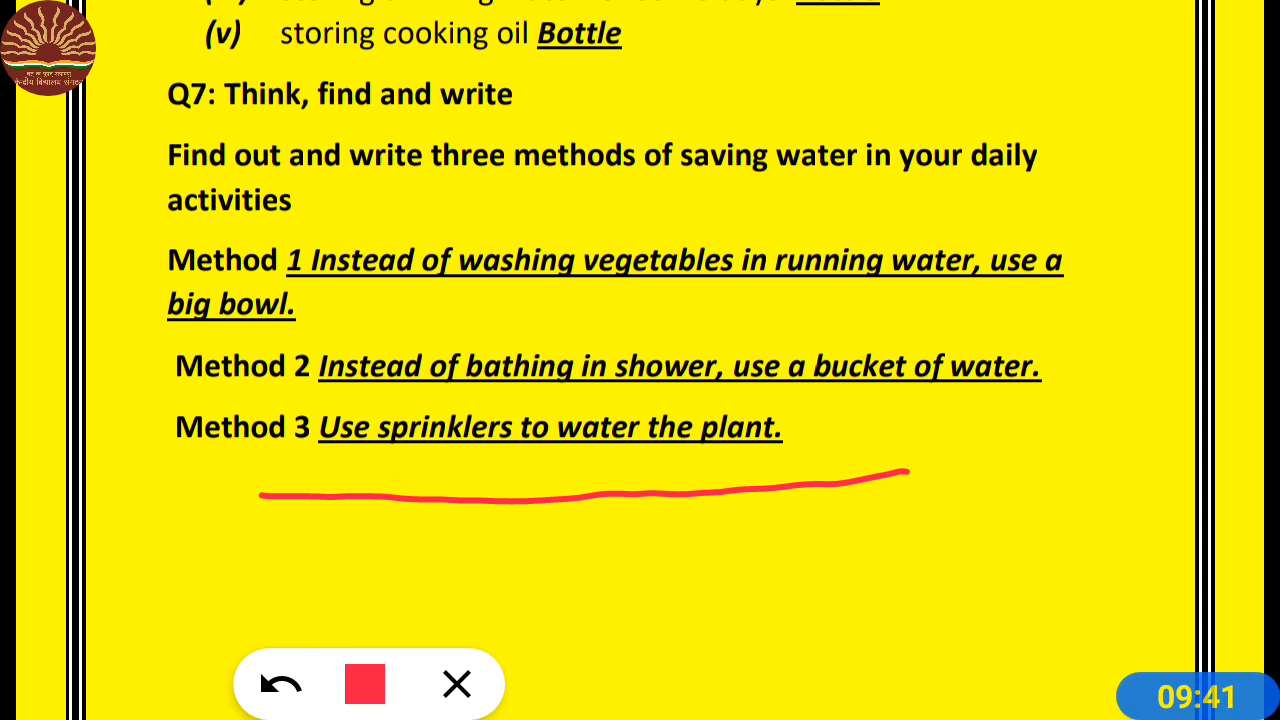 (v) storing cooking oil Bottle
Q7: Think, find and write
Find out and write three methods of saving water in your daily
activities
Method 1 Instead of washing vegetables in running water, use a
big bowl.
Method 2 Instead of bathing in shower, use a bucket of water.
Method 3 Use sprinklers to water the plant.
09:41